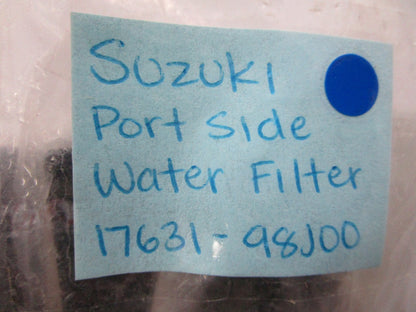 Suzuki
Port Side
Water Filter
17631-98J00